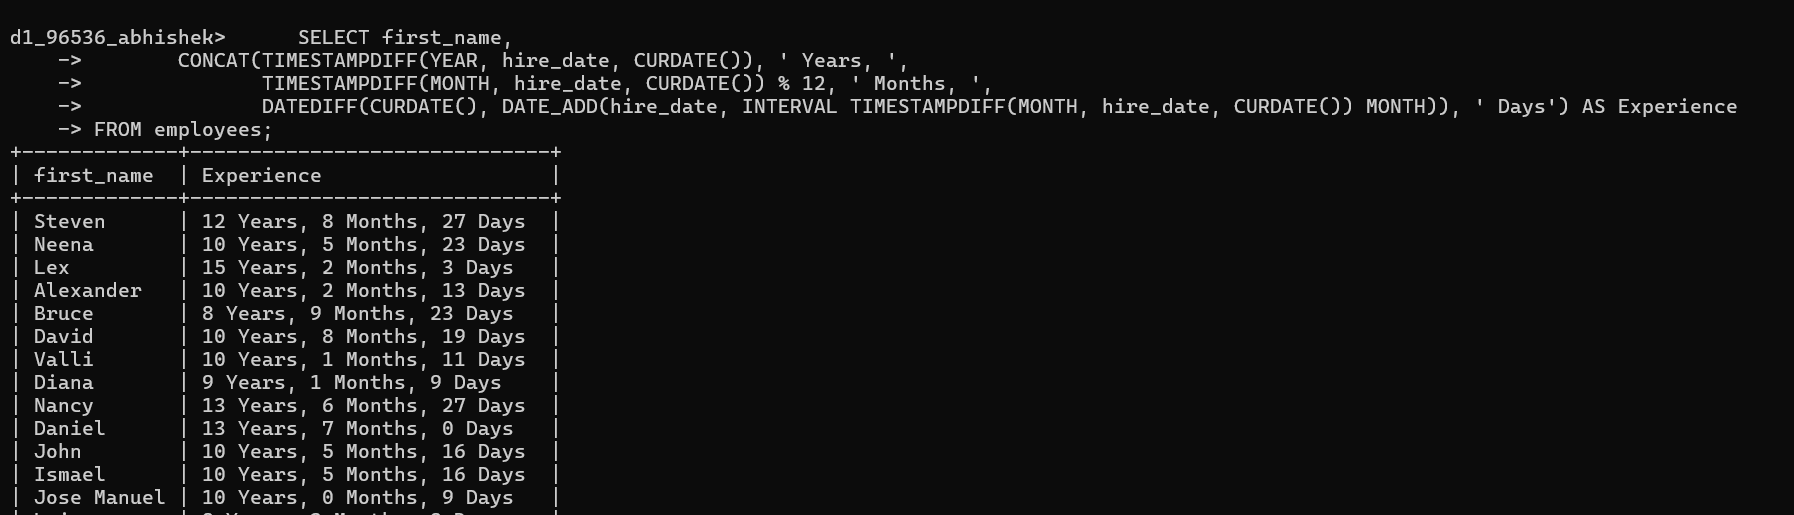 d1_96536_abhishek>      SELECT first_name,
    ->        CONCAT(TIMESTAMPDIFF(YEAR, hire_date, CURDATE()), ' Years, ',
    ->               TIMESTAMPDIFF(MONTH, hire_date, CURDATE()) % 12, ' Months, ',
    ->               DATEDIFF(CURDATE(), DATE_ADD(hire_date, INTERVAL TIMESTAMPDIFF(MONTH, hire_date, CURDATE()) MONTH)), ' Days') AS Experience
    -> FROM employees;
+-------------+------------------------------+
| first_name  | Experience                   |
+-------------+------------------------------+
| Steven      | 12 Years, 8 Months, 27 Days  |
| Neena       | 10 Years, 5 Months, 23 Days  |
| Lex         | 15 Years, 2 Months, 3 Days   |
| Alexander   | 10 Years, 2 Months, 13 Days  |
| Bruce       | 8 Years, 9 Months, 23 Days   |
| David       | 10 Years, 8 Months, 19 Days  |
| Valli       | 10 Years, 1 Months, 11 Days  |
| Diana       | 9 Years, 1 Months, 9 Days    |
| Nancy       | 13 Years, 6 Months, 27 Days  |
| Daniel      | 13 Years, 7 Months, 0 Days   |
| John        | 10 Years, 5 Months, 16 Days  |
| Ismael      | 10 Years, 5 Months, 16 Days  |
| Jose Manuel | 10 Years, 0 Months, 9 Days   |